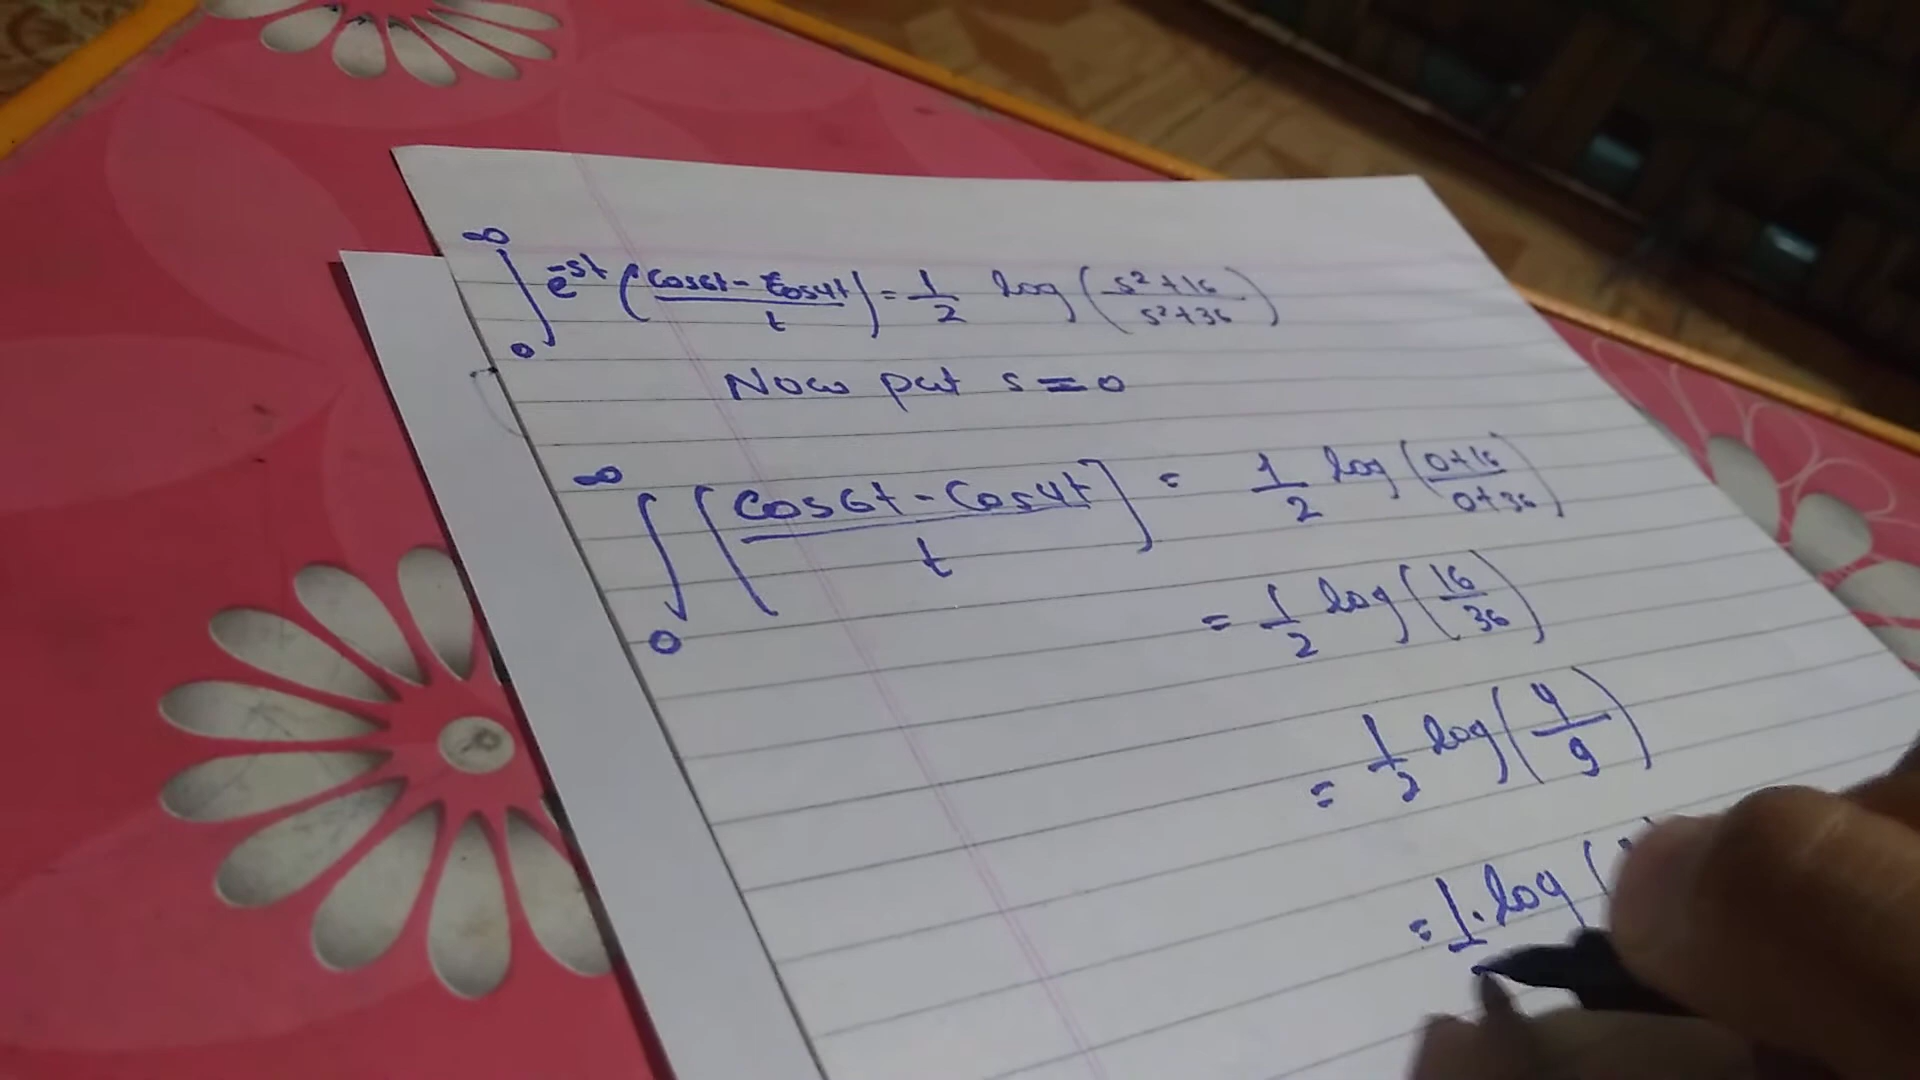 ∞∫0 e^-st (cos6t - cos4t / t) = 1/2 log (s²+16 / s²+36)
Now put s = 0
∞∫0 [cos6t - cos4t / t] = 1/2 log (0+16 / 0+36)
= 1/2 log (16/36)
= 1/2 log (4/9)
= 1 . log (